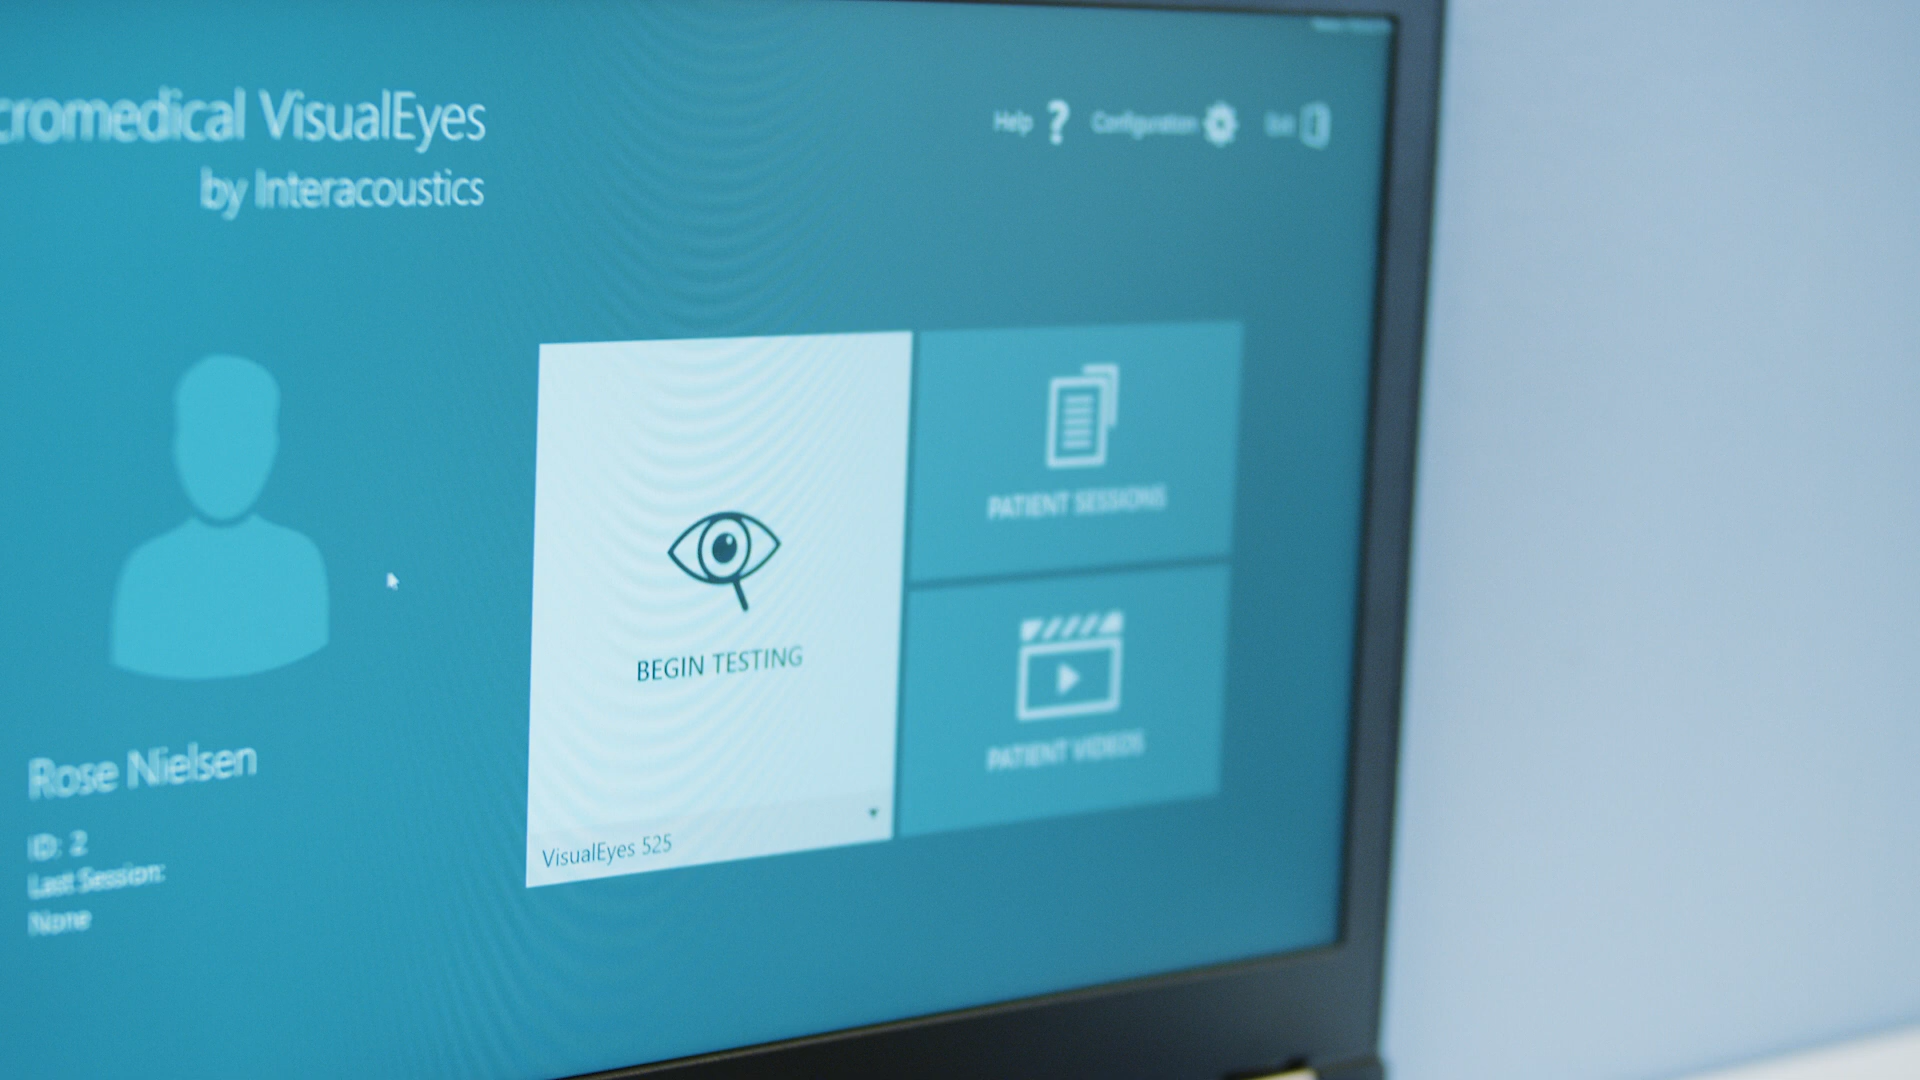 cromedical VisualEyes
by Interacoustics
Help
Configuration
Exit
BEGIN TESTING
PATIENT SESSIONS
PATIENT VIDEOS
VisualEyes 525
Rose Nielsen
ID: 2
Last Session:
None